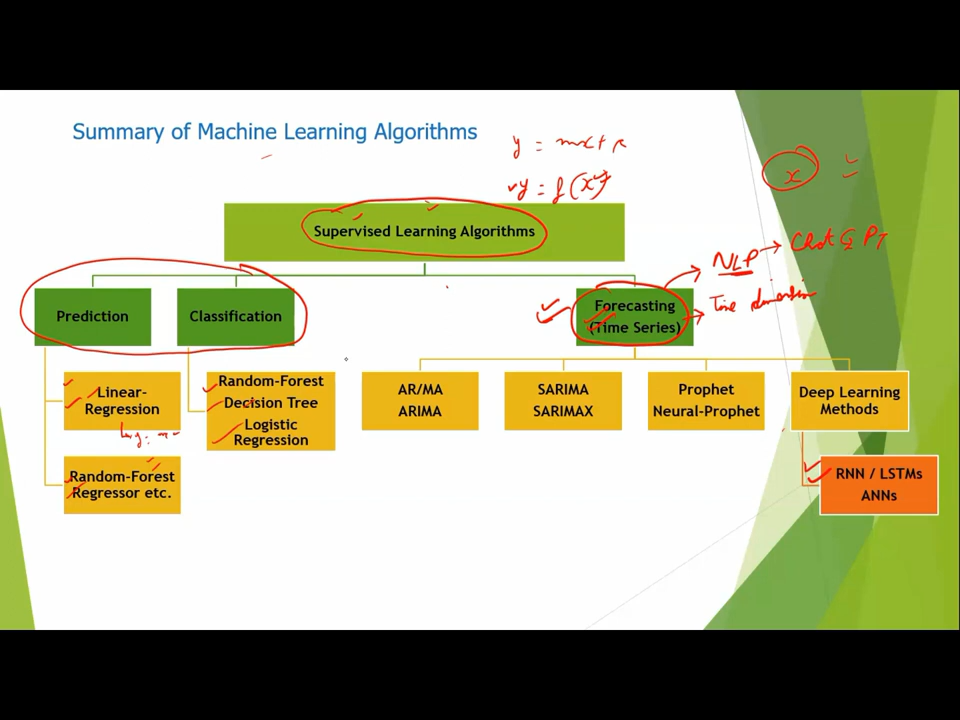 Summary of Machine Learning Algorithms
y = mx +
y = f(x)
x
Supervised Learning Algorithms
NLP → Chat GPT
Time dimension
Prediction
Classification
Forecasting
(Time Series)
Linear-
Regression
Random-Forest
Regressor etc.
Random-Forest
Decision Tree
Logistic
Regression
AR/MA
ARIMA
SARIMA
SARIMAX
Prophet
Neural-Prophet
Deep Learning
Methods
RNN / LSTMs
ANNs